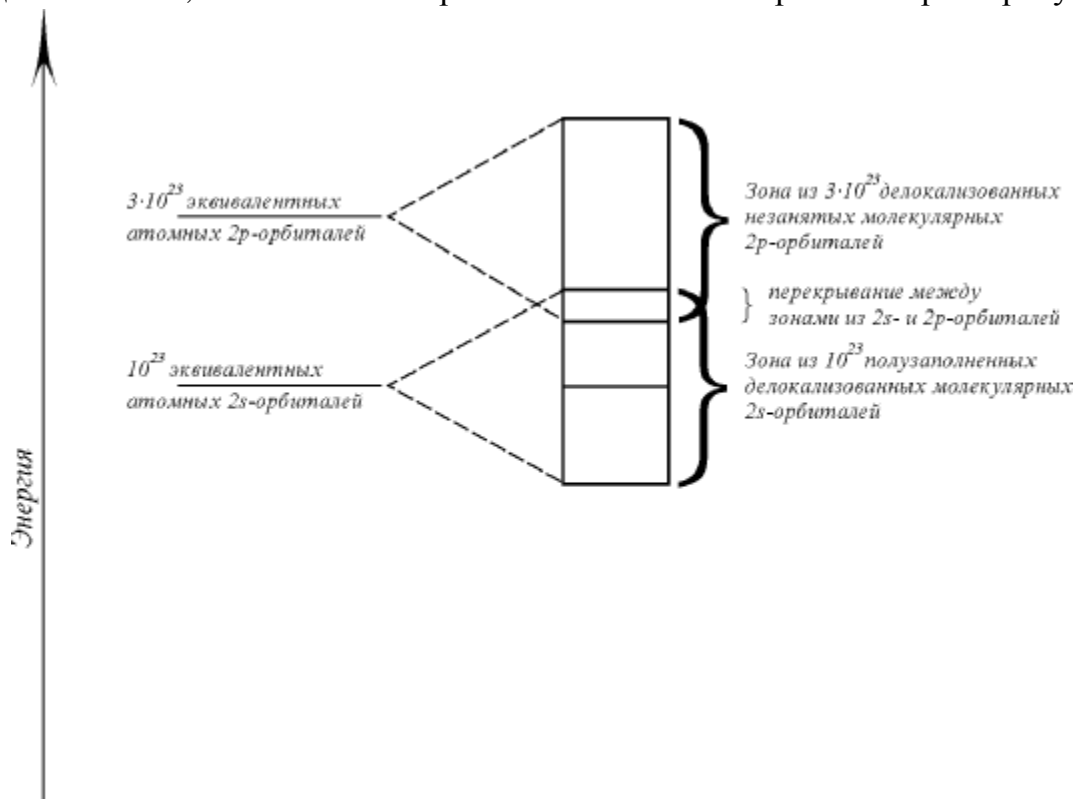 3·10²³ эквивалентных
атомных 2p-орбиталей
Зона из 3·10²³ делокализованных
незанятых молекулярных
2p-орбиталей
перекрывание между
зонами из 2s- и 2p-орбиталей
10²³ эквивалентных
атомных 2s-орбиталей
Зона из 10²³ полузаполненных
делокализованных молекулярных
2s-орбиталей
Энергия